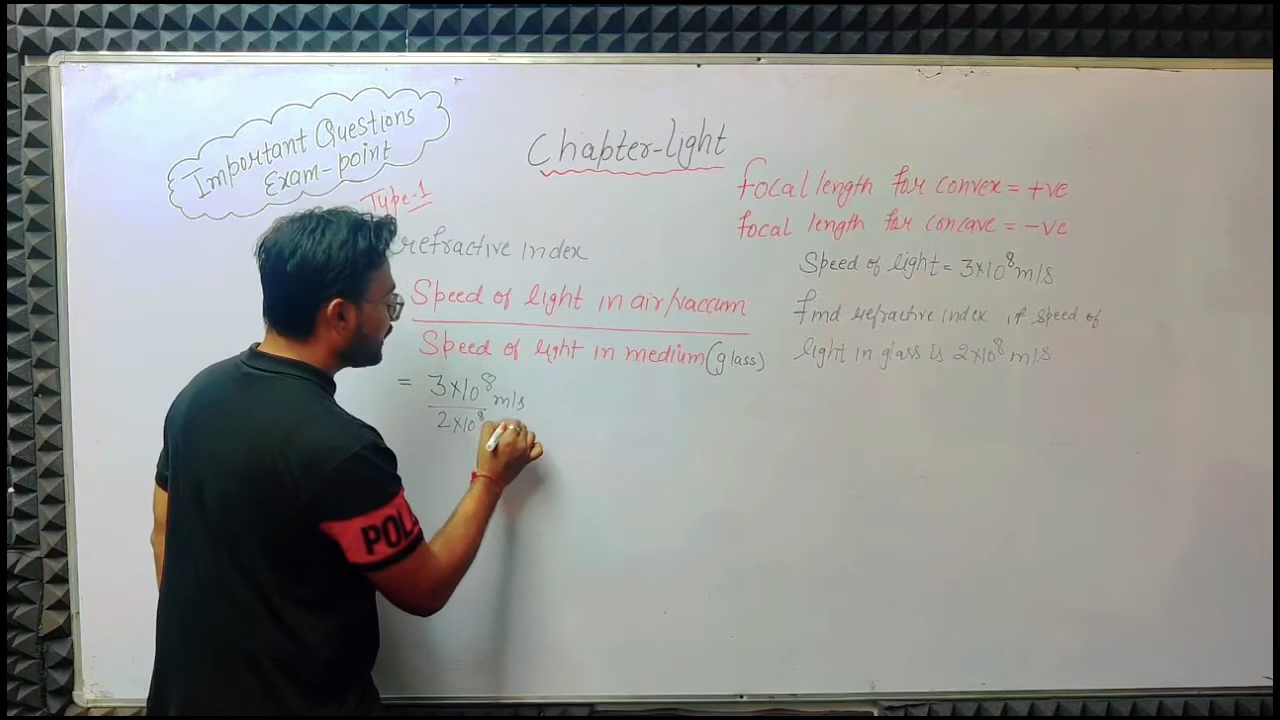 Important Questions
Exam-point
Chapter-light
Type-1
refractive index
Speed of light in air/vaccum
Speed of light in medium(glass)
= 3×10⁸ m/s
2×10⁸
focal length for convex = +ve
focal length for concave = -ve
Speed of light = 3×10⁸ m/s
find refractive index if speed of
light in glass is 2×10⁸ m/s
POL